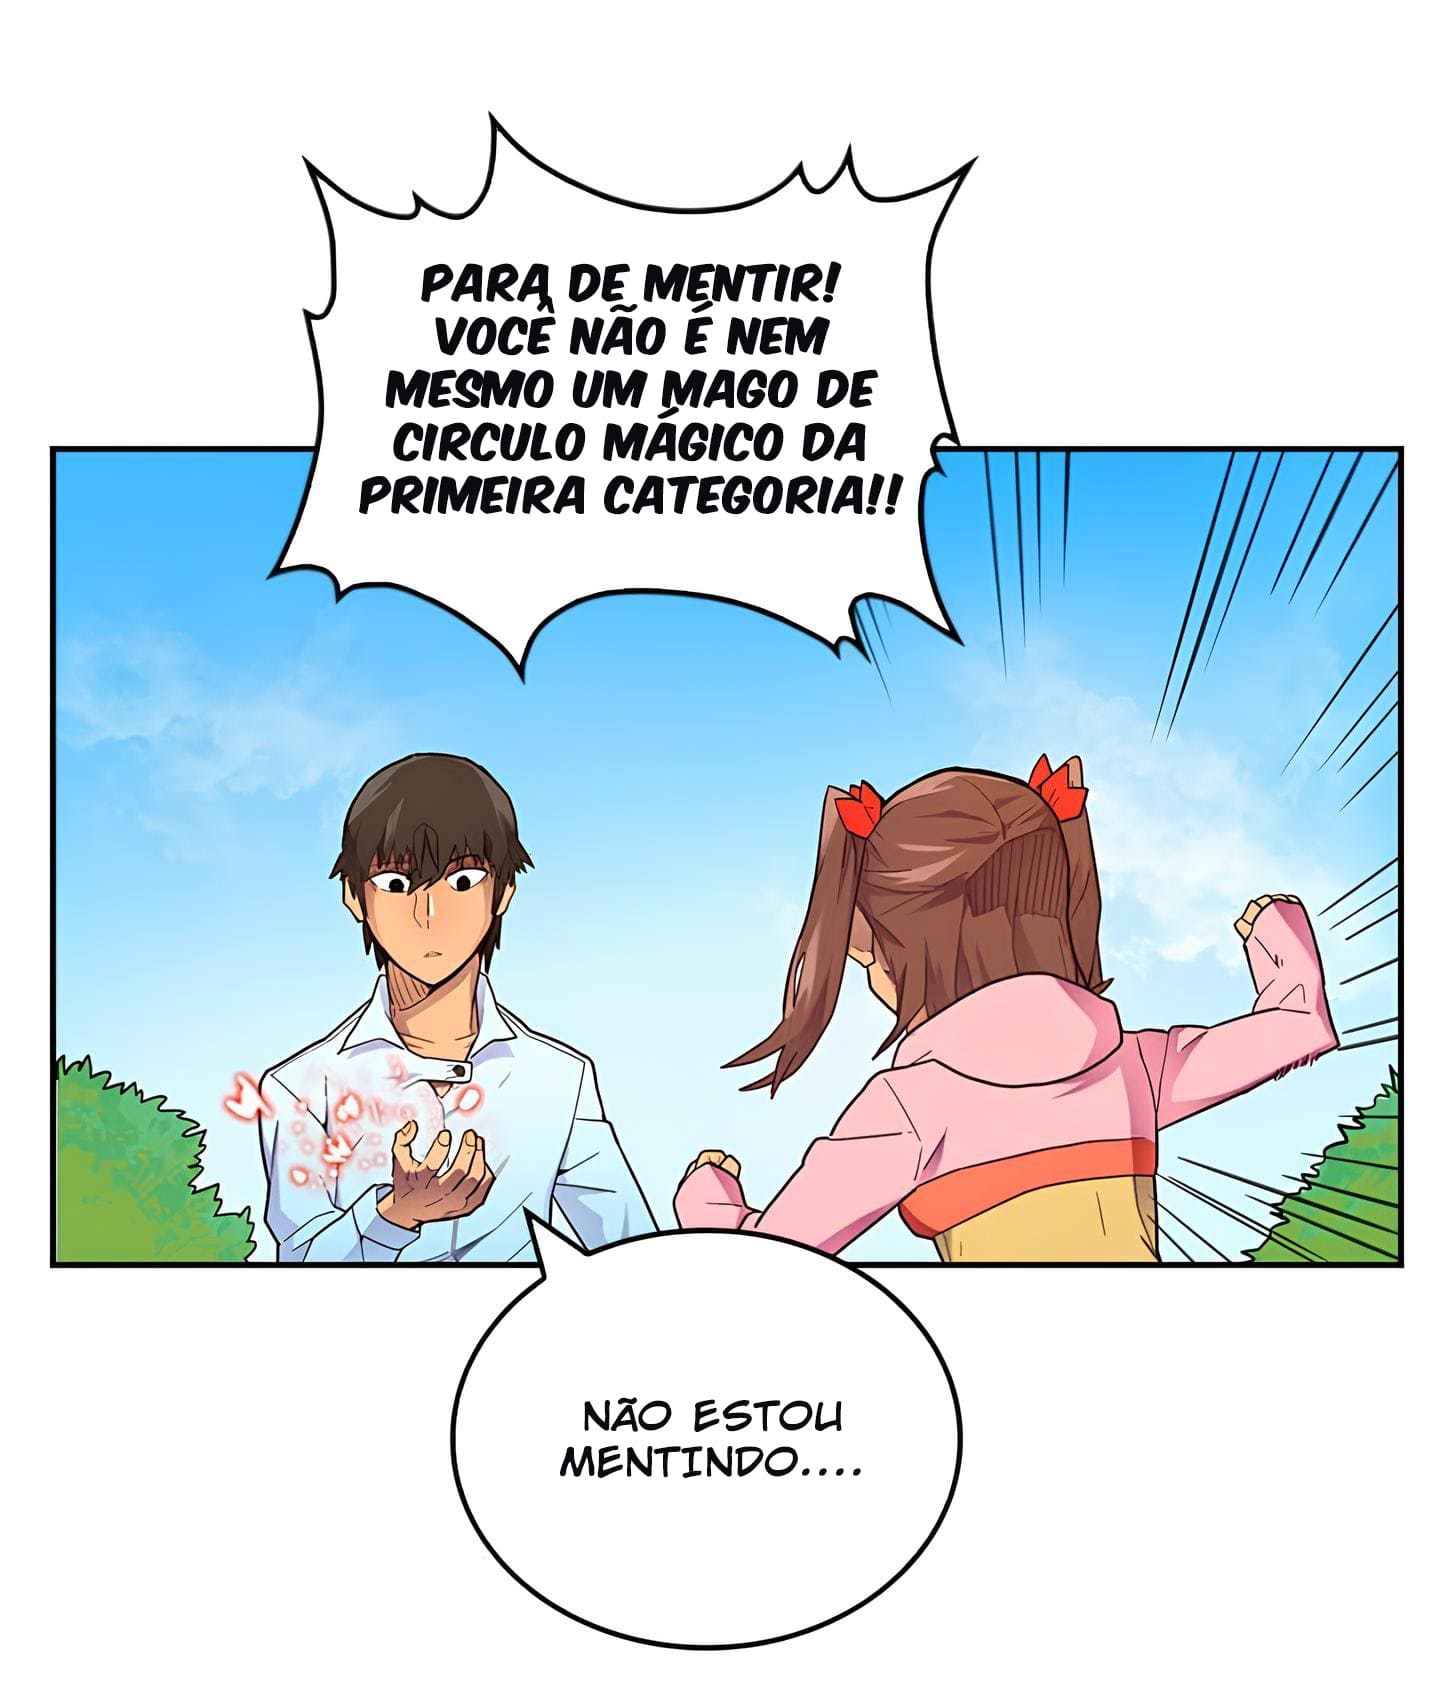 PARA DE MENTIR!
VOCÊ NÃO É NEM
MESMO UM MAGO DE
CIRCULO MÁGICO DA
PRIMEIRA CATEGORIA!!
NÃO ESTOU
MENTINDO....